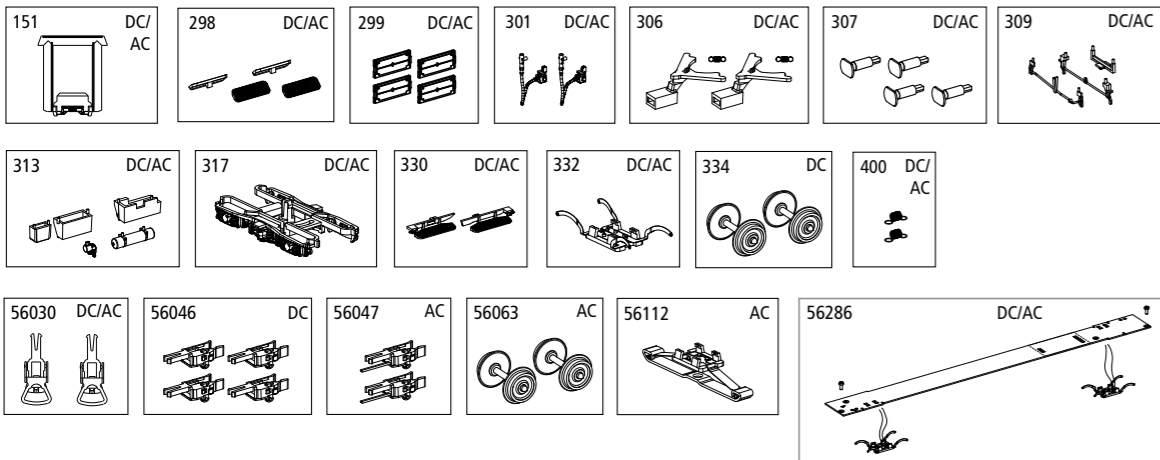 151 DC/
AC
298 DC/AC
299 DC/AC
301 DC/AC
306 DC/AC
307 DC/AC
309 DC/AC
313 DC/AC
317 DC/AC
330 DC/AC
332 DC/AC
334 DC
400 DC/
AC
56030 DC/AC
56046 DC
56047 AC
56063 AC
56112 AC
56286 DC/AC